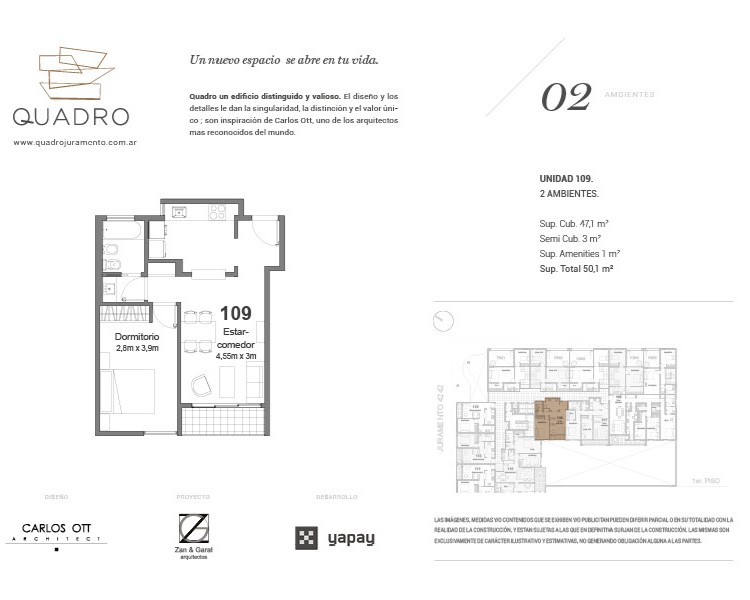 QUADRO
www.quadrojuramento.com.ar
Un nuevo espacio se abre en tu vida.
Quadro un edificio distinguido y valioso. El diseño y los
detalles le dan la singularidad, la distinción y el valor úni-
co ; son inspiración de Carlos Ott, uno de los arquitectos
mas reconocidos del mundo.
02 AMBIENTES
UNIDAD 109.
2 AMBIENTES.
Sup. Cub. 47,1 m²
Semi Cub. 3 m²
Sup. Amenities 1 m²
Sup. Total 50,1 m²
109
Estar-
comedor
4,55m x 3m
Dormitorio
2,8m x 3,9m
JURAMENTO 4242
1er. PISO
DISEÑO
CARLOS OTT
ARCHITECT
PROYECTO
Zan & Garat
arquitectos
DESARROLLO
yapay
LAS IMÁGENES, MEDIDAS Y/O CONTENIDOS QUE SE EXHIBEN Y/O PUBLICITAN PUEDEN DIFERIR PARCIAL O EN SU TOTALIDAD CON LA
REALIDAD DE LA CONSTRUCCIÓN, Y ESTAN SUJETAS A LAS QUE EN DEFINITIVA SURJAN DE LA CONSTRUCCIÓN. LAS MISMAS SON
EXCLUSIVAMENTE DE CARÁCTER ILUSTRATIVO Y ESTIMATIVAS, NO GENERANDO OBLIGACIÓN ALGUNA A LAS PARTES.